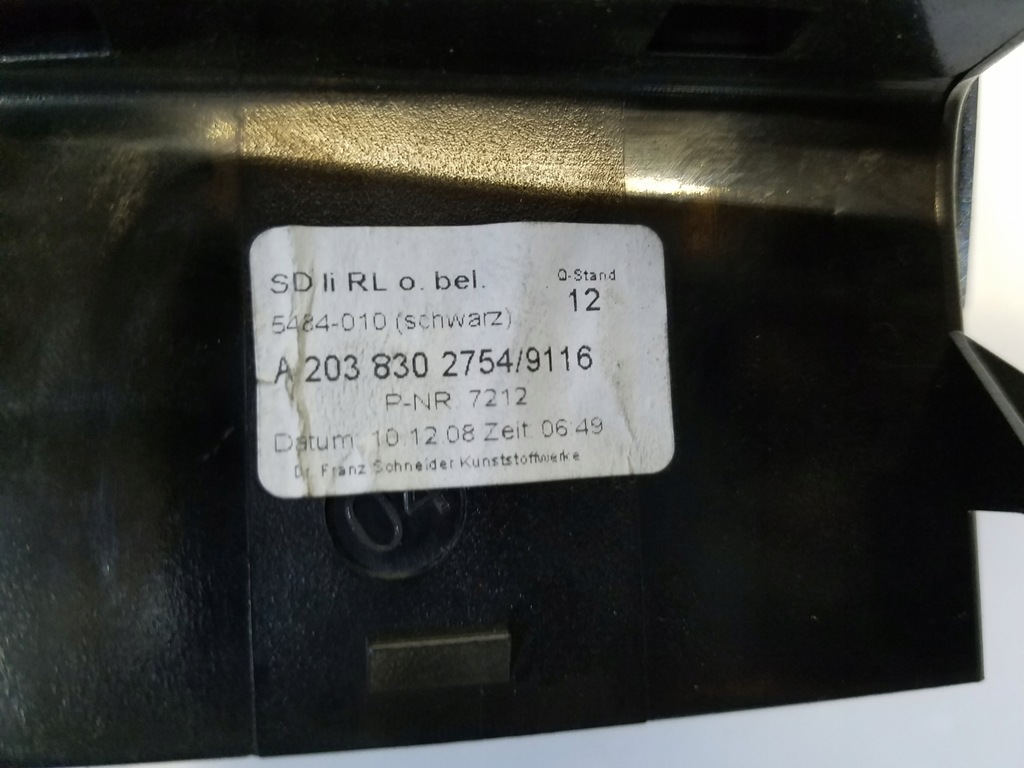 SD li RL o. bel.
Q-Stand
12
5484-010 (schwarz)
A 203 830 2754/9116
P-NR 7212
Datum: 10.12.08 Zeit: 06:49
Dr. Franz Schneider Kunststoffwerke
04